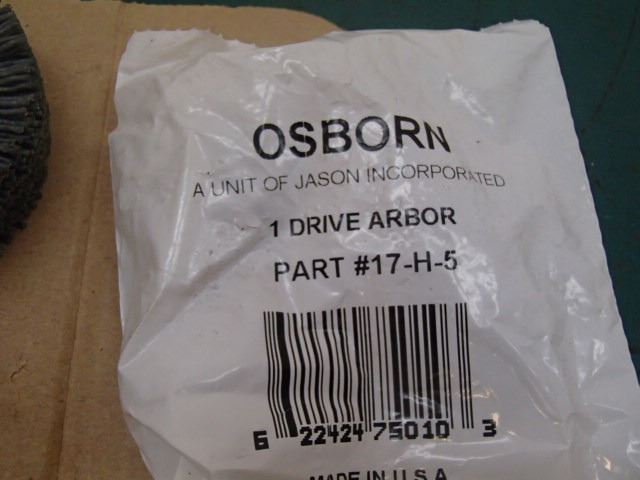 OSBORN
A UNIT OF JASON INCORPORATED
1 DRIVE ARBOR
PART #17-H-5
6 22424 75010 3
MADE IN U.S.A